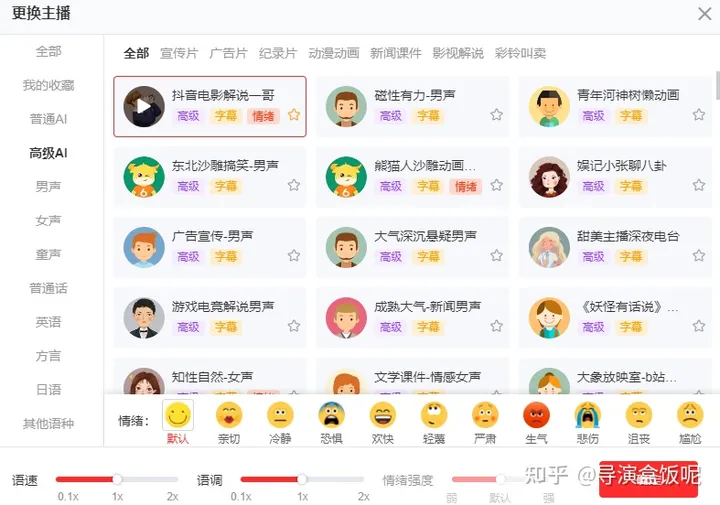 更换主播
全部
我的收藏
普通AI
高级AI
男声
女声
童声
普通话
英语
方言
日语
其他语种
全部 宣传片 广告片 纪录片 动漫动画 新闻课件 影视解说 彩铃叫卖
抖音电影解说一哥
高级 字幕 情绪
磁性有力-男声
高级 字幕
青年河神树懒动画
高级 字幕
东北沙雕搞笑-男声
高级 字幕
熊猫人沙雕动画...
高级 字幕 情绪
娱记小张聊八卦
高级 字幕
广告宣传-男声
高级 字幕
大气深沉悬疑男声
高级 字幕
甜美主播深夜电台
高级 字幕
游戏电竞解说男声
高级 字幕
成熟大气-新闻男声
高级 字幕
《妖怪有话说》...
高级 字幕
知性自然-女声
文学课件-情感女声
大象放映室-b站...
情绪: 默认 亲切 冷静 恐惧 欢快 轻蔑 严肃 生气 悲伤 沮丧 尴尬
语速 0.1x 1x 2x
语调 0.1x 1x 2x
情绪强度 弱 默认 强
知乎 @导演盒饭呢